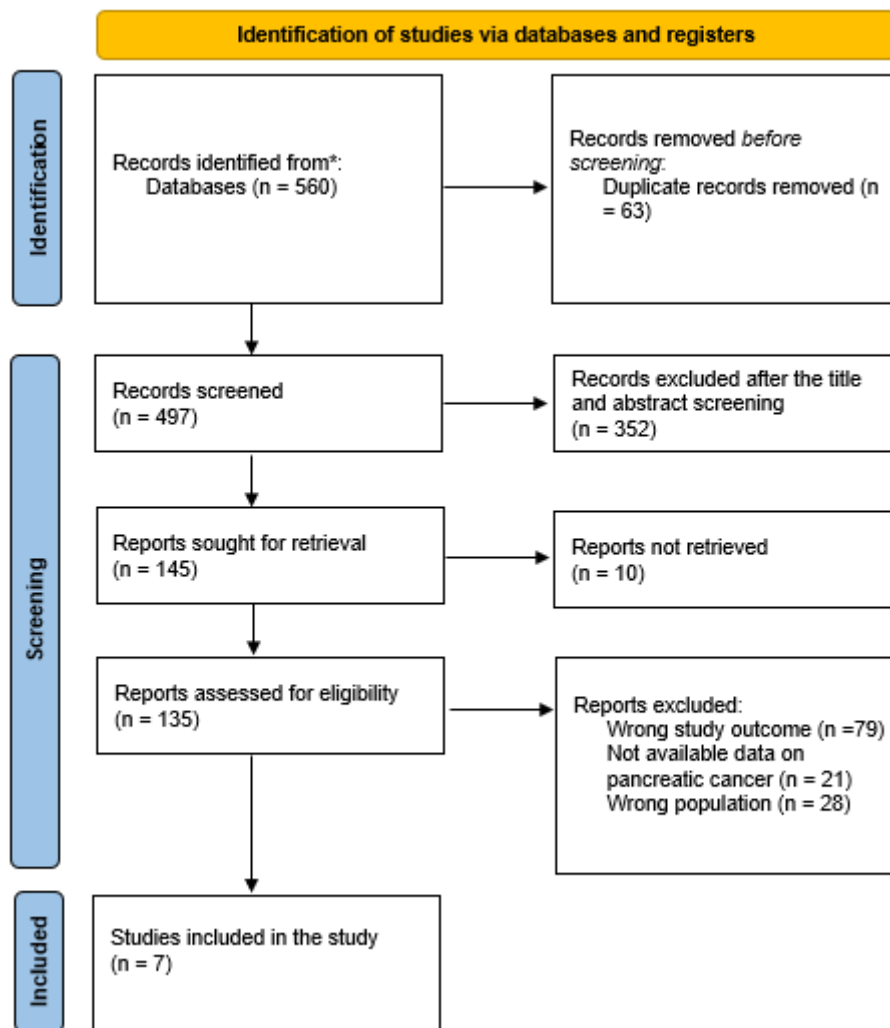 Identification of studies via databases and registers
Identification
Records identified from*:
Databases (n = 560)
Records removed before
screening:
Duplicate records removed (n
= 63)
Screening
Records screened
(n = 497)
Records excluded after the title
and abstract screening
(n = 352)
Reports sought for retrieval
(n = 145)
Reports not retrieved
(n = 10)
Reports assessed for eligibility
(n = 135)
Reports excluded:
Wrong study outcome (n =79)
Not available data on
pancreatic cancer (n = 21)
Wrong population (n = 28)
Included
Studies included in the study
(n = 7)